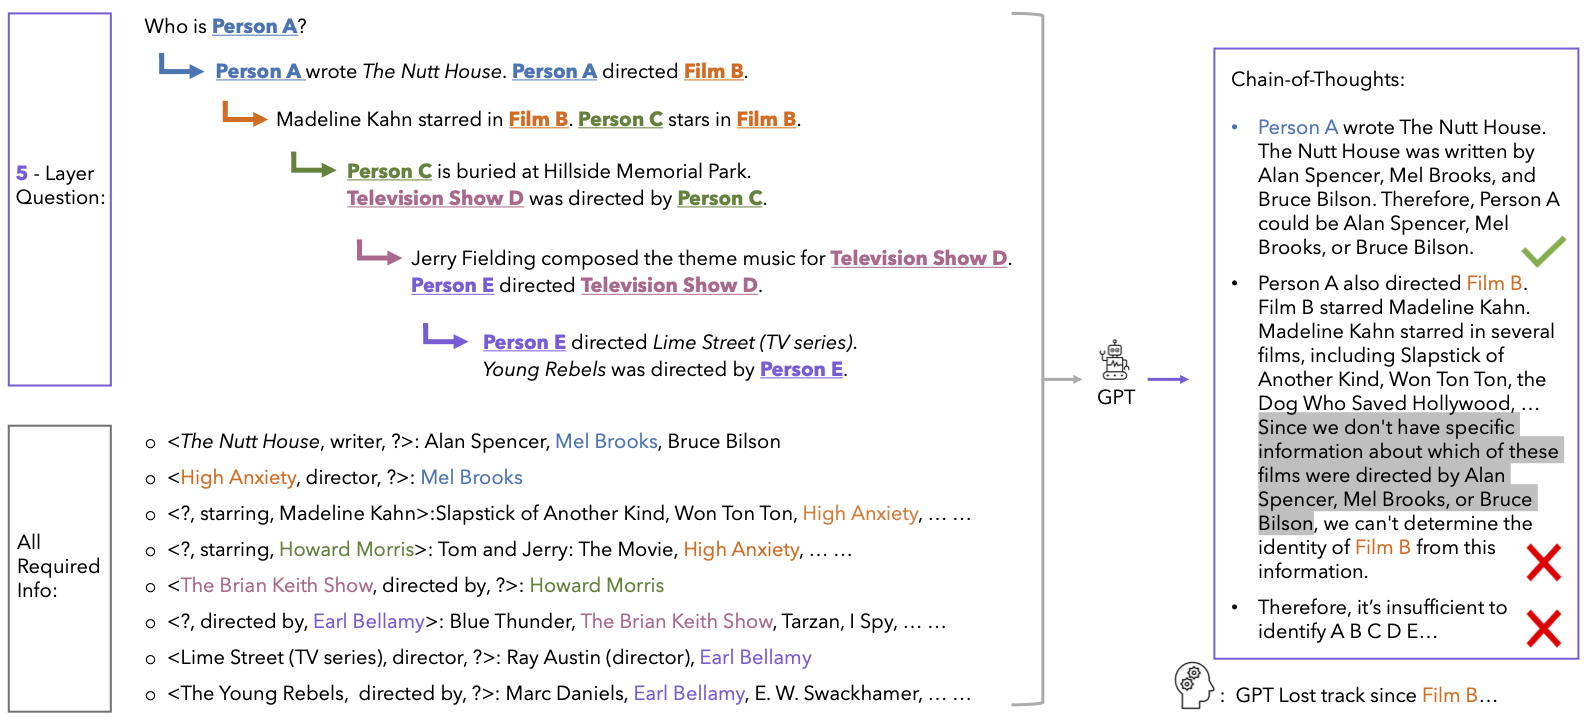 5 - Layer
Question:
Who is Person A?
Person A wrote The Nutt House. Person A directed Film B.
Madeline Kahn starred in Film B. Person C stars in Film B.
Person C is buried at Hillside Memorial Park.
Television Show D was directed by Person C.
Jerry Fielding composed the theme music for Television Show D.
Person E directed Television Show D.
Person E directed Lime Street (TV series).
Young Rebels was directed by Person E.
All
Required
Info:
<The Nutt House, writer, ?>: Alan Spencer, Mel Brooks, Bruce Bilson
<High Anxiety, director, ?>: Mel Brooks
<?, starring, Madeline Kahn>:Slapstick of Another Kind, Won Ton Ton, High Anxiety, ... ...
<?, starring, Howard Morris>: Tom and Jerry: The Movie, High Anxiety, ... ...
<The Brian Keith Show, directed by, ?>: Howard Morris
<?, directed by, Earl Bellamy>: Blue Thunder, The Brian Keith Show, Tarzan, I Spy, ... ...
<Lime Street (TV series), director, ?>: Ray Austin (director), Earl Bellamy
<The Young Rebels, directed by, ?>: Marc Daniels, Earl Bellamy, E. W. Swackhamer, ... ...
GPT
Chain-of-Thoughts:
• Person A wrote The Nutt House.
The Nutt House was written by
Alan Spencer, Mel Brooks, and
Bruce Bilson. Therefore, Person A
could be Alan Spencer, Mel
Brooks, or Bruce Bilson.
• Person A also directed Film B.
Film B starred Madeline Kahn.
Madeline Kahn starred in several
films, including Slapstick of
Another Kind, Won Ton Ton, the
Dog Who Saved Hollywood, ...
Since we don't have specific
information about which of these
films were directed by Alan
Spencer, Mel Brooks, or Bruce
Bilson, we can't determine the
identity of Film B from this
information.
• Therefore, it's insufficient to
identify A B C D E...
: GPT Lost track since Film B...